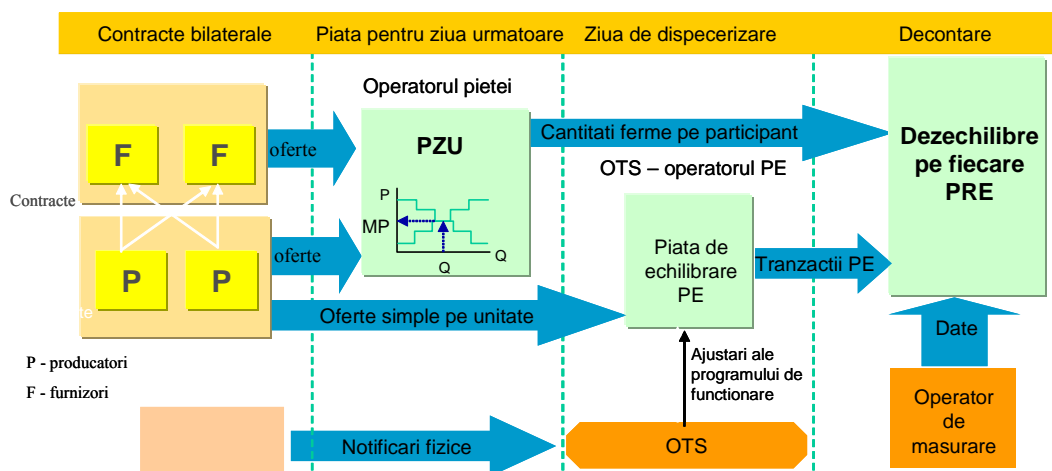 Contracte bilaterale
Piata pentru ziua urmatoare
Ziua de dispecerizare
Decontare
Operatorul pietei
F
F
oferte
PZU
Cantitati ferme pe participant
Dezechilibre
pe fiecare
PRE
OTS – operatorul PE
Contracte
P
MP
Q
Q
P
P
oferte
Piata de
echilibrare
PE
Tranzactii PE
te
Oferte simple pe unitate
Date
P - producatori
F - furnizori
Ajustari ale
programului de
functionare
Operator
de
masurare
Notificari fizice
OTS